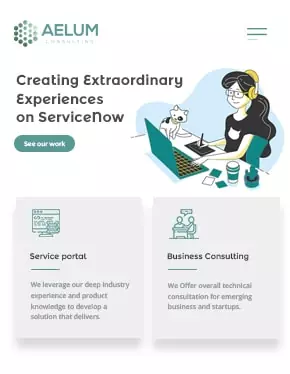 AELUM
CONSULTING
Creating Extraordinary
Experiences
on ServiceNow
See our work
Service portal
We leverage our deep industry
experience and product
knowledge to develop a
solution that delivers.
Business Consulting
We Offer overall technical
consultation for emerging
business and startups.